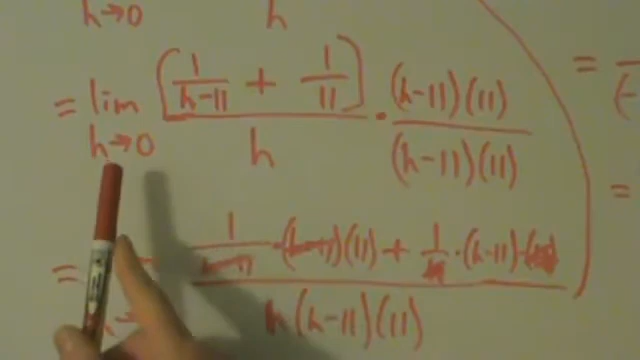 h→0 h
= lim [1/(h-11) + 1/11]/h · (h-11)(11)/(h-11)(11)
h→0
= 1/(h-11) · (h-11)(11) + 1/11 · (h-11) · (11)
h(h-11)(11)
=
=